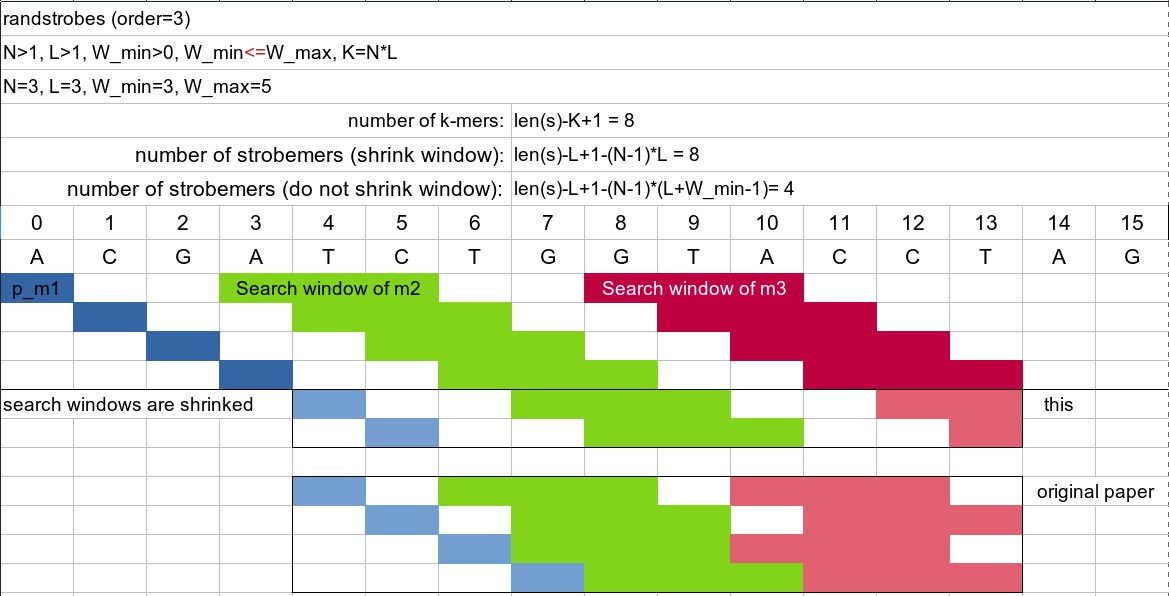 randstrobes (order=3)
N>1, L>1, W_min>0, W_min<=W_max, K=N*L
N=3, L=3, W_min=3, W_max=5
number of k-mers: len(s)-K+1 = 8
number of strobemers (shrink window): len(s)-L+1-(N-1)*L = 8
number of strobemers (do not shrink window): len(s)-L+1-(N-1)*(L+W_min-1)= 4
0 1 2 3 4 5 6 7 8 9 10 11 12 13 14 15
A C G A T C T G G T A C C T A G
p_m1 Search window of m2 Search window of m3
search windows are shrinked this
original paper